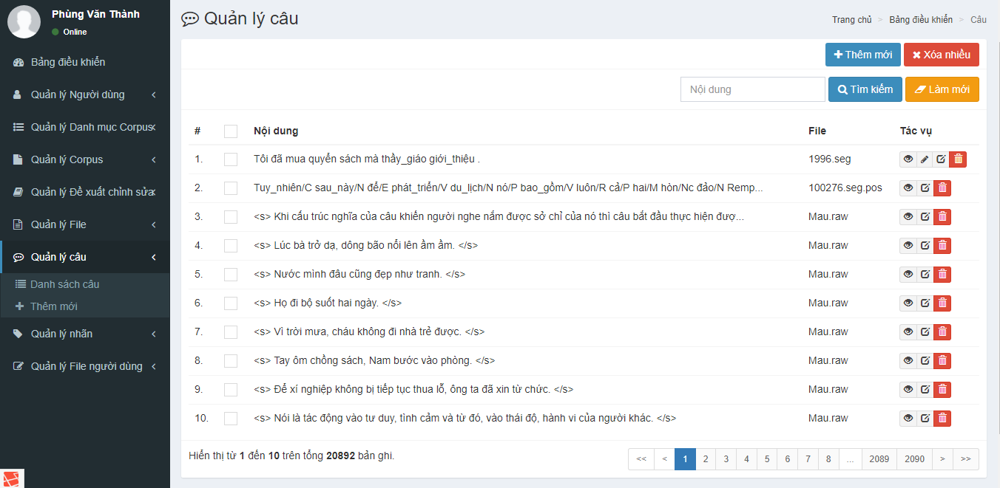 Phùng Văn Thành
Online
Bảng điều khiển
Quản lý Người dùng
Quản lý Danh mục Corpus
Quản lý Corpus
Quản lý Đề xuất chỉnh sửa
Quản lý File
Quản lý câu
Danh sách câu
Thêm mới
Quản lý nhãn
Quản lý File người dùng
Quản lý câu
Trang chủ > Bảng điều khiển > Câu
Thêm mới Xóa nhiều
Nội dung Tìm kiếm Làm mới
# Nội dung File Tác vụ
1. Tôi đã mua quyển sách mà thầy_giáo giới_thiệu . 1996.seg
2. Tuy_nhiên/C sau_này/N để/E phát_triển/V du_lịch/N nó/P bao_gồm/V luôn/R cả/P hai/M hòn/Nc đảo/N Remp... 100276.seg.pos
3. <s> Khi cấu trúc nghĩa của câu khiến người nghe nắm được sở chỉ của nó thì câu bắt đầu thực hiện đượ... Mau.raw
4. <s> Lúc bà trở dạ, dông bão nổi lên ầm ầm. </s> Mau.raw
5. <s> Nước mình đâu cũng đẹp như tranh. </s> Mau.raw
6. <s> Họ đi bộ suốt hai ngày. </s> Mau.raw
7. <s> Vì trời mưa, cháu không đi nhà trẻ được. </s> Mau.raw
8. <s> Tay ôm chồng sách, Nam bước vào phòng. </s> Mau.raw
9. <s> Để xí nghiệp không bị tiếp tục thua lỗ, ông ta đã xin từ chức. </s> Mau.raw
10. <s> Nói là tác động vào tư duy, tình cảm và từ đó, vào thái độ, hành vi của người khác. </s> Mau.raw
Hiển thị từ 1 đến 10 trên tổng 20892 bản ghi.
<< < 1 2 3 4 5 6 7 8 ... 2089 2090 > >>